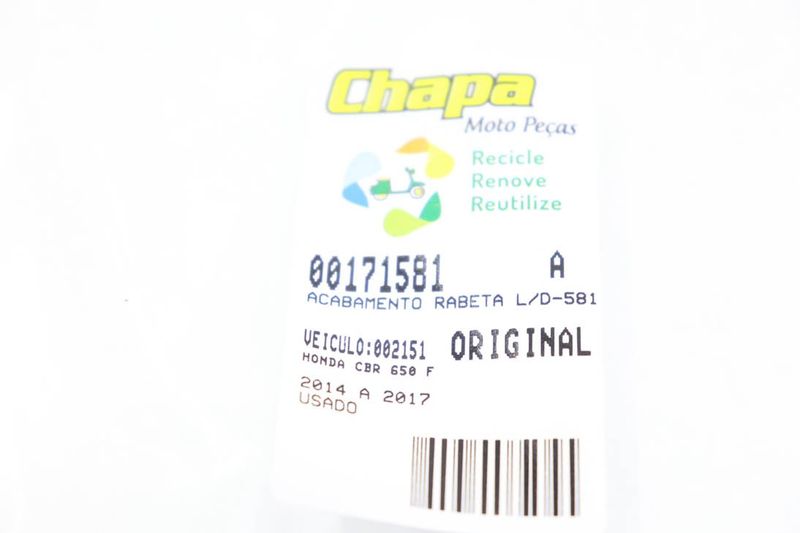 Chapa
Moto Peças
Recicle
Renove
Reutilize
00171581 A
ACABAMENTO RABETA L/D-581
VEICULO:002151 ORIGINAL
HONDA CBR 650 F
2014 A 2017
USADO